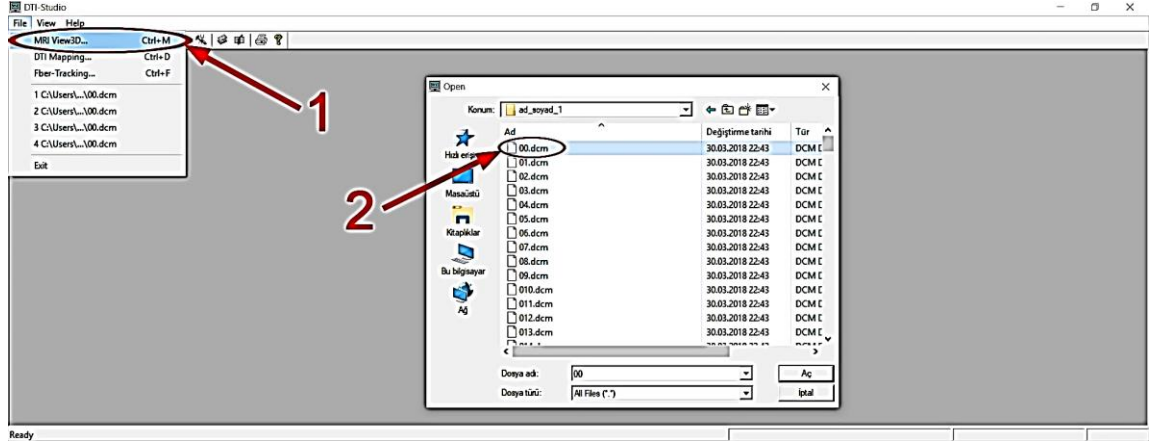 DTI-Studio
File View Help
MRI View3D... Ctrl+M
DTI Mapping... Ctrl+D
Fber-Tracking... Ctrl+F
1 C:\Users\...\00.dcm
2 C:\Users\...\00.dcm
3 C:\Users\...\00.dcm
4 C:\Users\...\00.dcm
Exit
1
Open
Konum: ad_soyad_1
Ad Değiştirme tarihi Tür
00.dcm 30.03.2018 22:43 DCM D
01.dcm 30.03.2018 22:43 DCM D
02.dcm 30.03.2018 22:43 DCM D
03.dcm 30.03.2018 22:43 DCM D
04.dcm 30.03.2018 22:43 DCM D
05.dcm 30.03.2018 22:43 DCM D
06.dcm 30.03.2018 22:43 DCM D
07.dcm 30.03.2018 22:43 DCM D
08.dcm 30.03.2018 22:43 DCM D
09.dcm 30.03.2018 22:43 DCM D
010.dcm 30.03.2018 22:43 DCM D
011.dcm 30.03.2018 22:43 DCM D
012.dcm 30.03.2018 22:43 DCM D
013.dcm 30.03.2018 22:43 DCM D
Hızlı
Masaüstü
Kitaplıklar
Bu bilgisayar
Ağ
2
Dosya adı: 00 Aç
Dosya türü: All Files (*.*) İptal
Ready